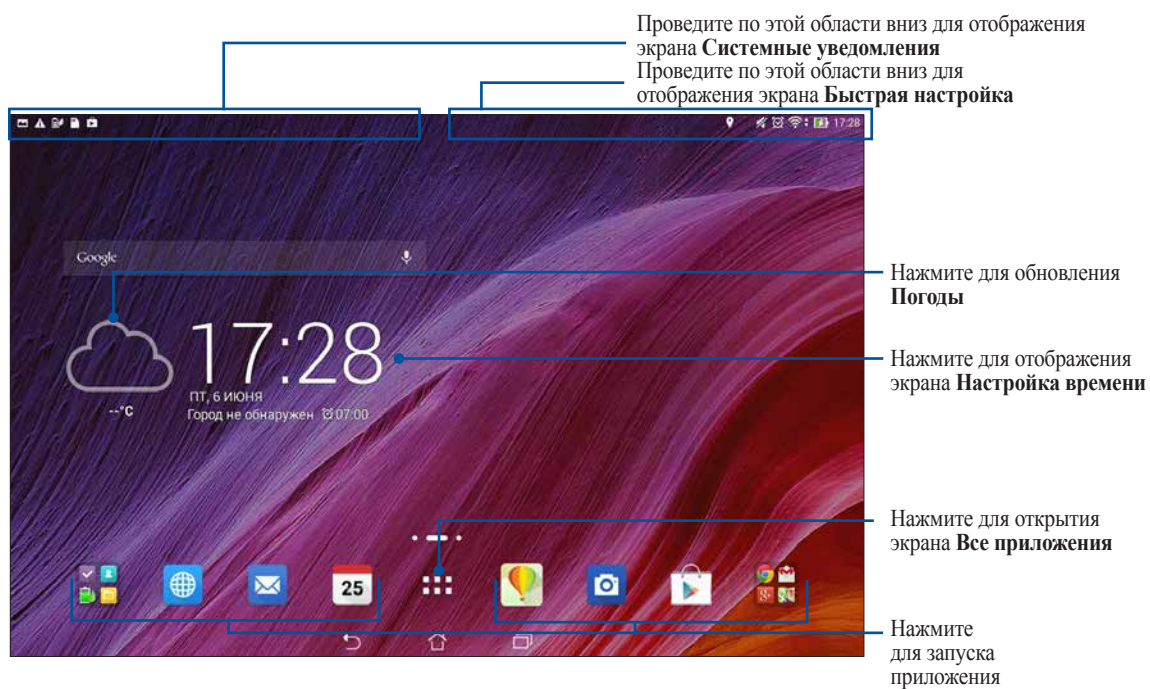 Проведите по этой области вниз для отображения
экрана Системные уведомления
Проведите по этой области вниз для
отображения экрана Быстрая настройка
17:28
Google
Нажмите для обновления
Погоды
17:28
Нажмите для отображения
экрана Настройка времени
ПТ, 6 ИЮНЯ
--°C
Город не обнаружен 07:00
Нажмите для открытия
экрана Все приложения
25
Нажмите
для запуска
приложения